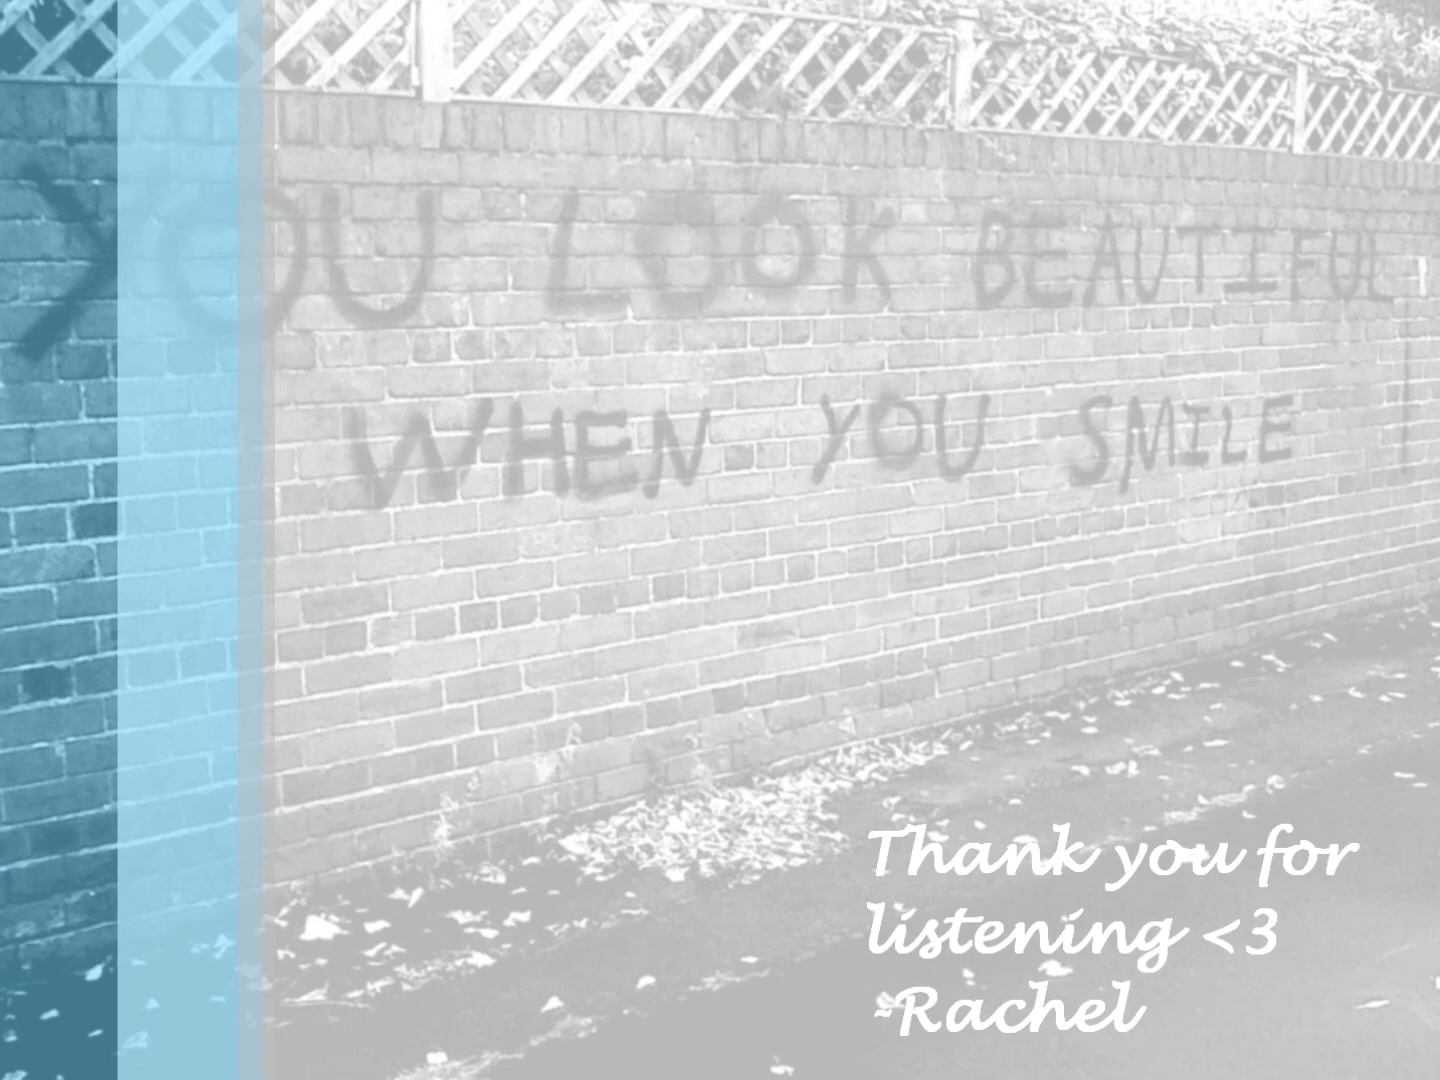 YOU LOOK BEAUTIFUL
WHEN YOU SMILE
Thank you for
listening <3
~Rachel